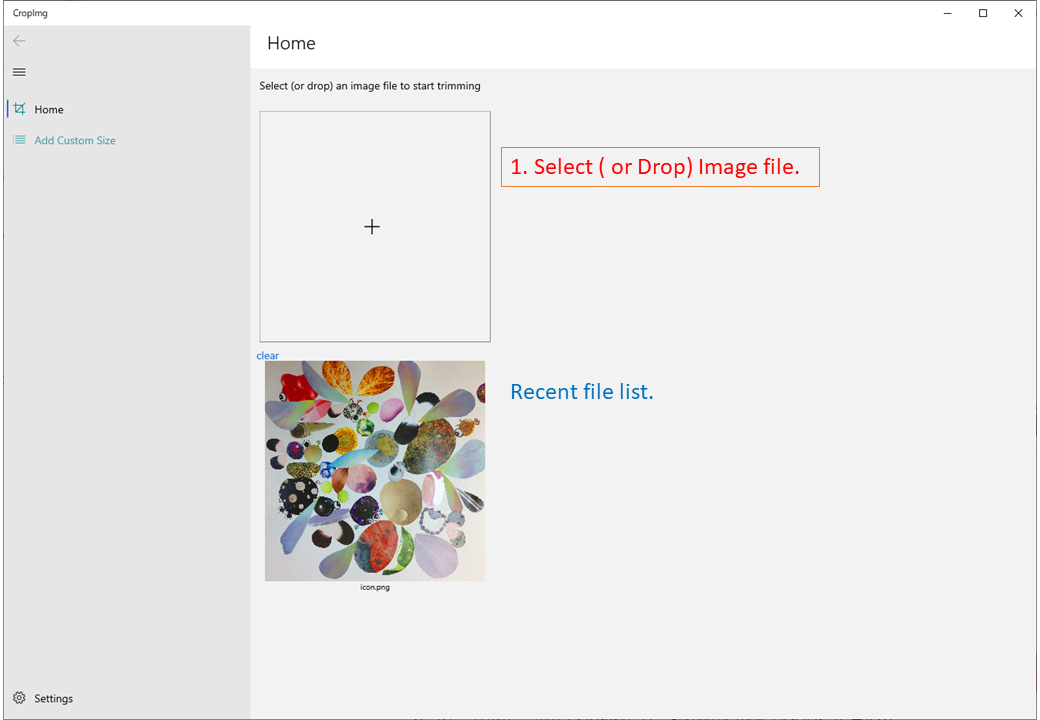 CropImg
Home
Home
Add Custom Size
Select (or drop) an image file to start trimming
1. Select ( or Drop) Image file.
clear
Recent file list.
icon.png
Settings